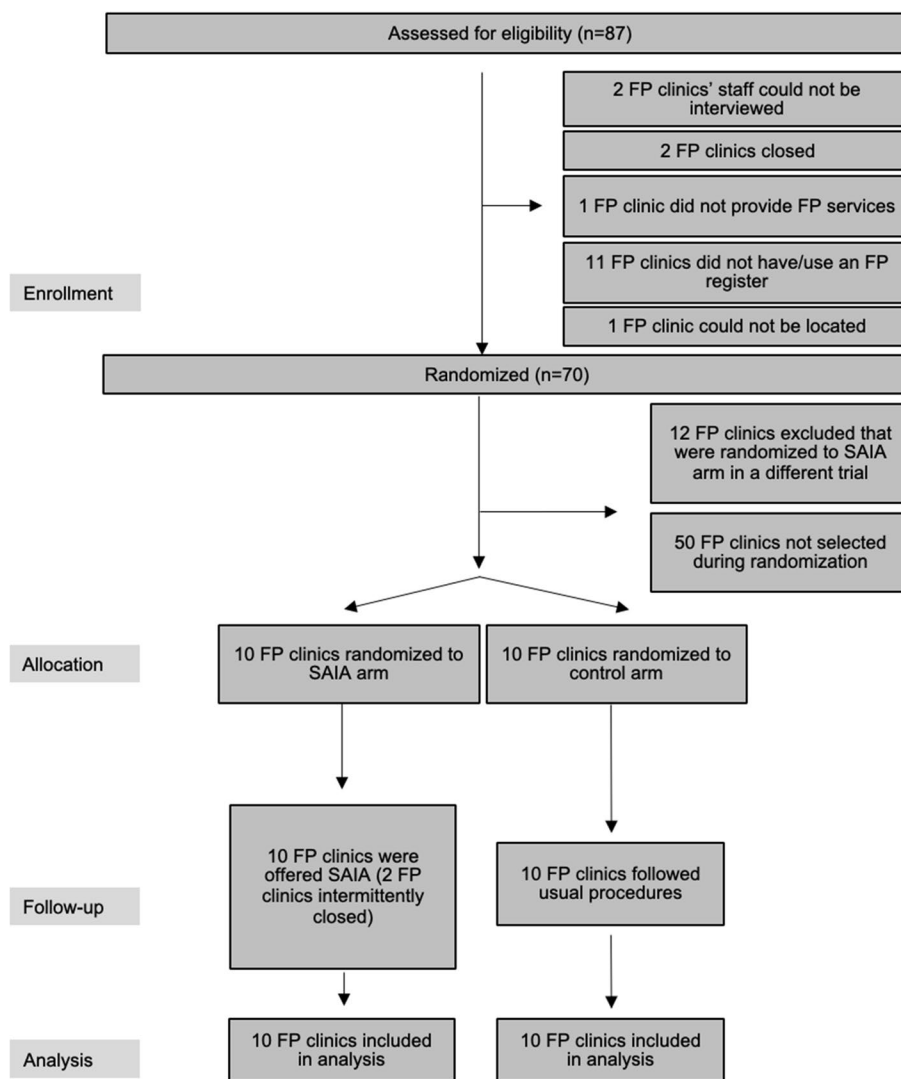 Assessed for eligibility (n=87)
2 FP clinics’ staff could not be
interviewed
2 FP clinics closed
1 FP clinic did not provide FP services
11 FP clinics did not have/use an FP
register
Enrollment
1 FP clinic could not be located
Randomized (n=70)
12 FP clinics excluded that
were randomized to SAIA
arm in a different trial
50 FP clinics not selected
during randomization
Allocation
10 FP clinics randomized to
SAIA arm
10 FP clinics randomized to
control arm
10 FP clinics were
offered SAIA (2 FP
clinics intermittently
closed)
10 FP clinics followed
usual procedures
Follow-up
Analysis
10 FP clinics included
in analysis
10 FP clinics included
in analysis